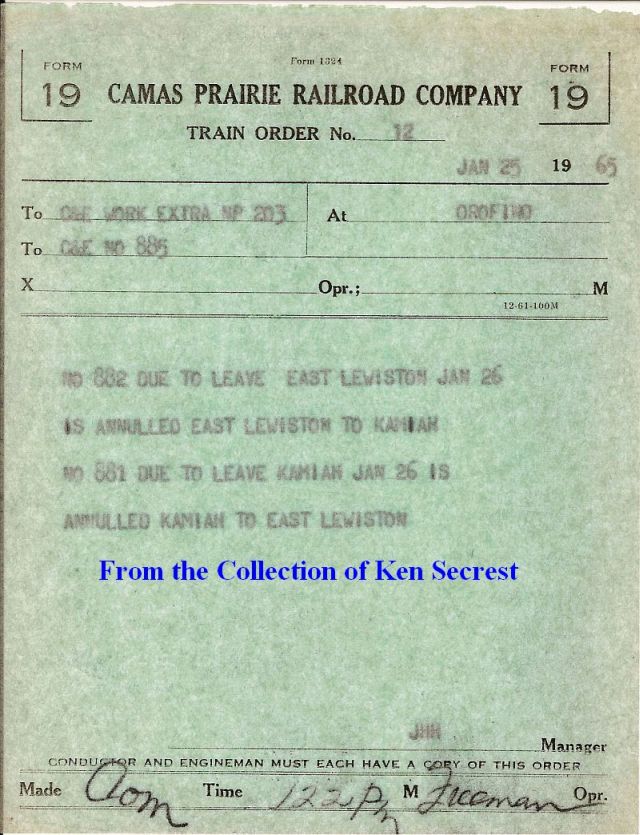 Form 1324
FORM 19 CAMAS PRAIRIE RAILROAD COMPANY FORM 19
TRAIN ORDER No. 12
JAN 25 19 65
To C&E WORK EXTRA NP 203 At OROFINO
To C&E NO 885
X Opr.; M
12-61-100M
NO 882 DUE TO LEAVE EAST LEWISTON JAN 26
IS ANNULLED EAST LEWISTON TO KAMIAH
NO 881 DUE TO LEAVE KAMIAH JAN 26 IS
ANNULLED KAMIAH TO EAST LEWISTON
From the Collection of Ken Secrest
JHH
Manager
CONDUCTOR AND ENGINEMAN MUST EACH HAVE A COPY OF THIS ORDER
Made Com Time 122 P M Freeman Opr.